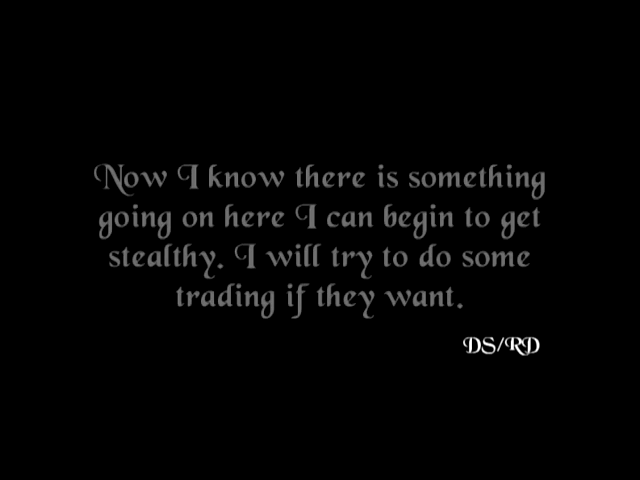 Now I know there is something
going on here I can begin to get
stealthy. I will try to do some
trading if they want.
DS/RD